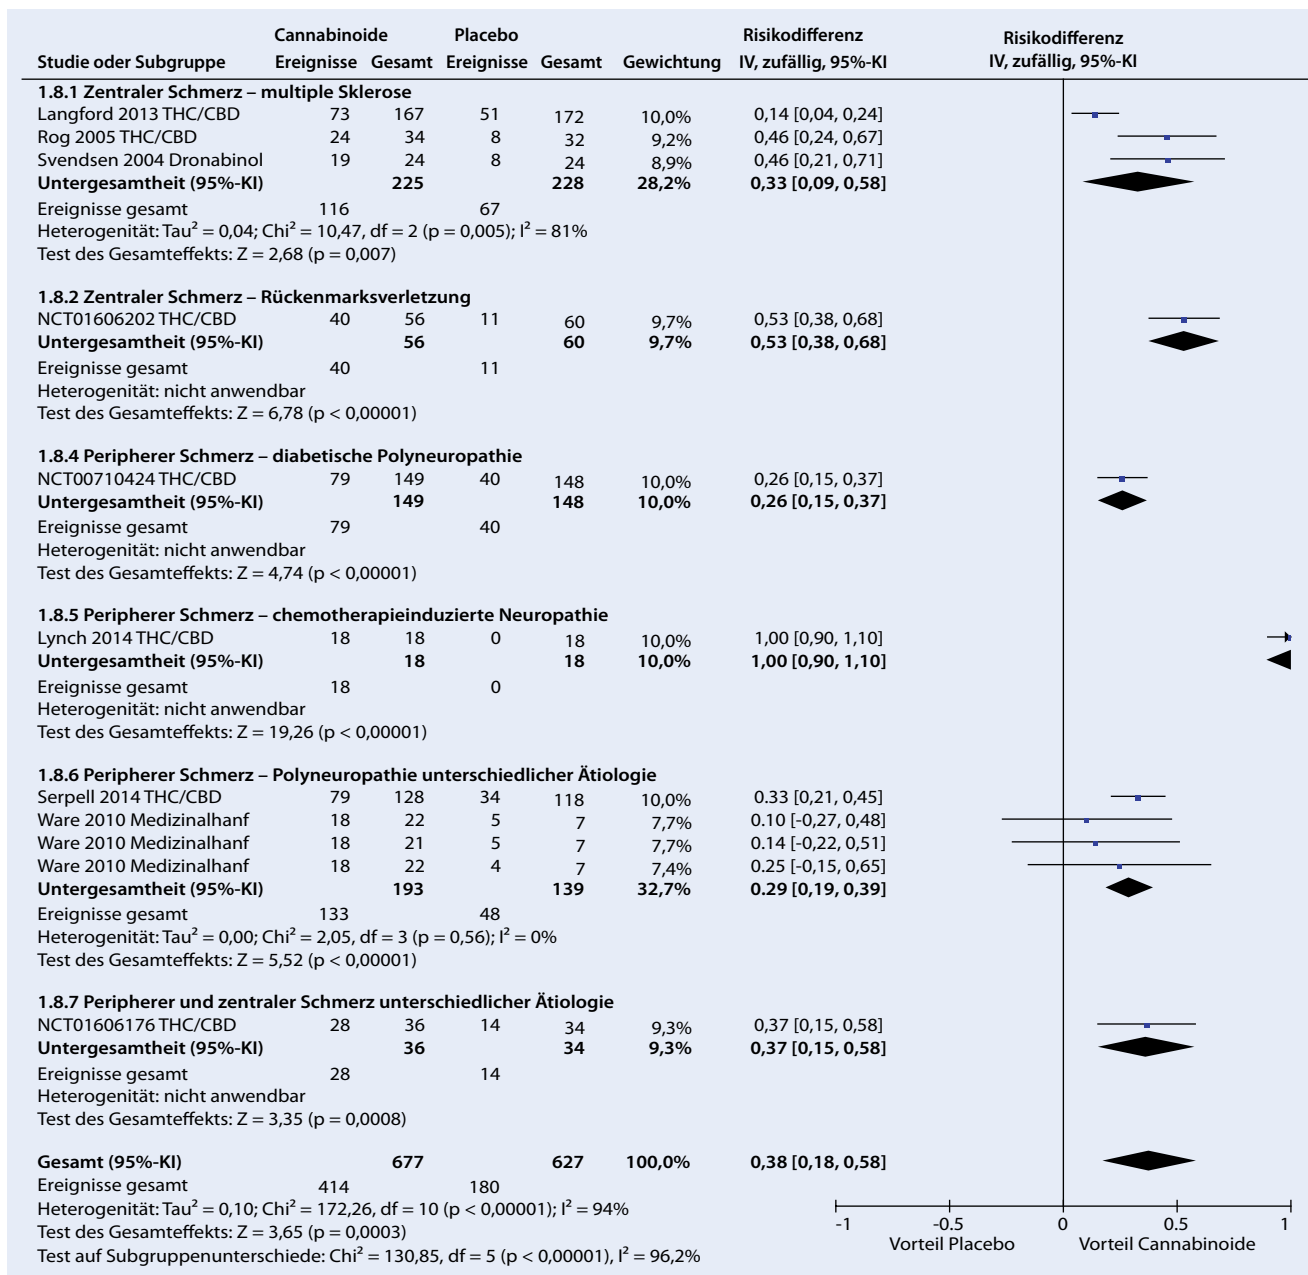 Cannabinoide Placebo Risikodifferenz Risikodifferenz
Studie oder Subgruppe Ereignisse Gesamt Ereignisse Gesamt Gewichtung IV, zufällig, 95%-KI IV, zufällig, 95%-KI
1.8.1 Zentraler Schmerz – multiple Sklerose
Langford 2013 THC/CBD 73 167 51 172 10,0% 0,14 [0,04, 0,24]
Rog 2005 THC/CBD 24 34 8 32 9,2% 0,46 [0,24, 0,67]
Svendsen 2004 Dronabinol 19 24 8 24 8,9% 0,46 [0,21, 0,71]
Untergesamtheit (95%-KI) 225 228 28,2% 0,33 [0,09, 0,58]
Ereignisse gesamt 116 67
Heterogenität: Tau² = 0,04; Chi² = 10,47, df = 2 (p = 0,005); I² = 81%
Test des Gesamteffekts: Z = 2,68 (p = 0,007)
1.8.2 Zentraler Schmerz – Rückenmarksverletzung
NCT01606202 THC/CBD 40 56 11 60 9,7% 0,53 [0,38, 0,68]
Untergesamtheit (95%-KI) 56 60 9,7% 0,53 [0,38, 0,68]
Ereignisse gesamt 40 11
Heterogenität: nicht anwendbar
Test des Gesamteffekts: Z = 6,78 (p < 0,00001)
1.8.4 Peripherer Schmerz – diabetische Polyneuropathie
NCT00710424 THC/CBD 79 149 40 148 10,0% 0,26 [0,15, 0,37]
Untergesamtheit (95%-KI) 149 148 10,0% 0,26 [0,15, 0,37]
Ereignisse gesamt 79 40
Heterogenität: nicht anwendbar
Test des Gesamteffekts: Z = 4,74 (p < 0,00001)
1.8.5 Peripherer Schmerz – chemotherapieinduzierte Neuropathie
Lynch 2014 THC/CBD 18 18 0 18 10,0% 1,00 [0,90, 1,10]
Untergesamtheit (95%-KI) 18 18 10,0% 1,00 [0,90, 1,10]
Ereignisse gesamt 18 0
Heterogenität: nicht anwendbar
Test des Gesamteffekts: Z = 19,26 (p < 0,00001)
1.8.6 Peripherer Schmerz – Polyneuropathie unterschiedlicher Ätiologie
Serpell 2014 THC/CBD 79 128 34 118 10,0% 0.33 [0,21, 0,45]
Ware 2010 Medizinalhanf 18 22 5 7 7,7% 0.10 [-0,27, 0,48]
Ware 2010 Medizinalhanf 18 21 5 7 7,7% 0.14 [-0,22, 0,51]
Ware 2010 Medizinalhanf 18 22 4 7 7,4% 0.25 [-0,15, 0,65]
Untergesamtheit (95%-KI) 193 139 32,7% 0.29 [0,19, 0,39]
Ereignisse gesamt 133 48
Heterogenität: Tau² = 0,00; Chi² = 2,05, df = 3 (p = 0,56); I² = 0%
Test des Gesamteffekts: Z = 5,52 (p < 0,00001)
1.8.7 Peripherer und zentraler Schmerz unterschiedlicher Ätiologie
NCT01606176 THC/CBD 28 36 14 34 9,3% 0,37 [0,15, 0,58]
Untergesamtheit (95%-KI) 36 34 9,3% 0,37 [0,15, 0,58]
Ereignisse gesamt 28 14
Heterogenität: nicht anwendbar
Test des Gesamteffekts: Z = 3,35 (p = 0,0008)
Gesamt (95%-KI) 677 627 100,0% 0,38 [0,18, 0,58]
Ereignisse gesamt 414 180
Heterogenität: Tau² = 0,10; Chi² = 172,26, df = 10 (p < 0,00001); I² = 94%
Test des Gesamteffekts: Z = 3,65 (p = 0,0003)
Test auf Subgruppenunterschiede: Chi² = 130,85, df = 5 (p < 0,00001), I² = 96,2%
-1 -0.5 0 0.5 1
Vorteil Placebo Vorteil Cannabinoide